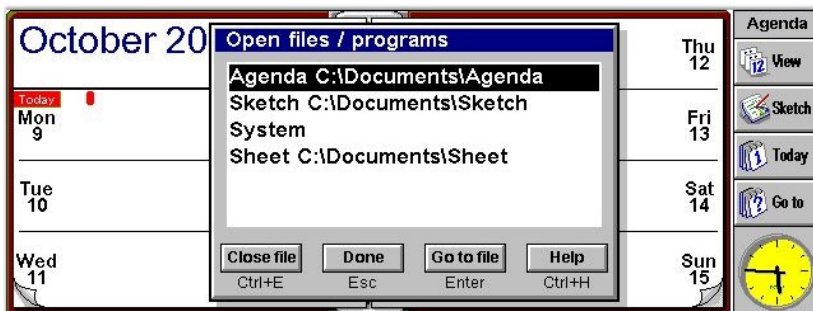 October 20
Today
Mon
9
Tue
10
Wed
11
Open files / programs
Agenda C:\Documents\Agenda
Sketch C:\Documents\Sketch
System
Sheet C:\Documents\Sheet
Close file
Ctrl+E
Done
Esc
Go to file
Enter
Help
Ctrl+H
Thu
12
Fri
13
Sat
14
Sun
15
Agenda
12 View
Sketch
1 Today
? Go to